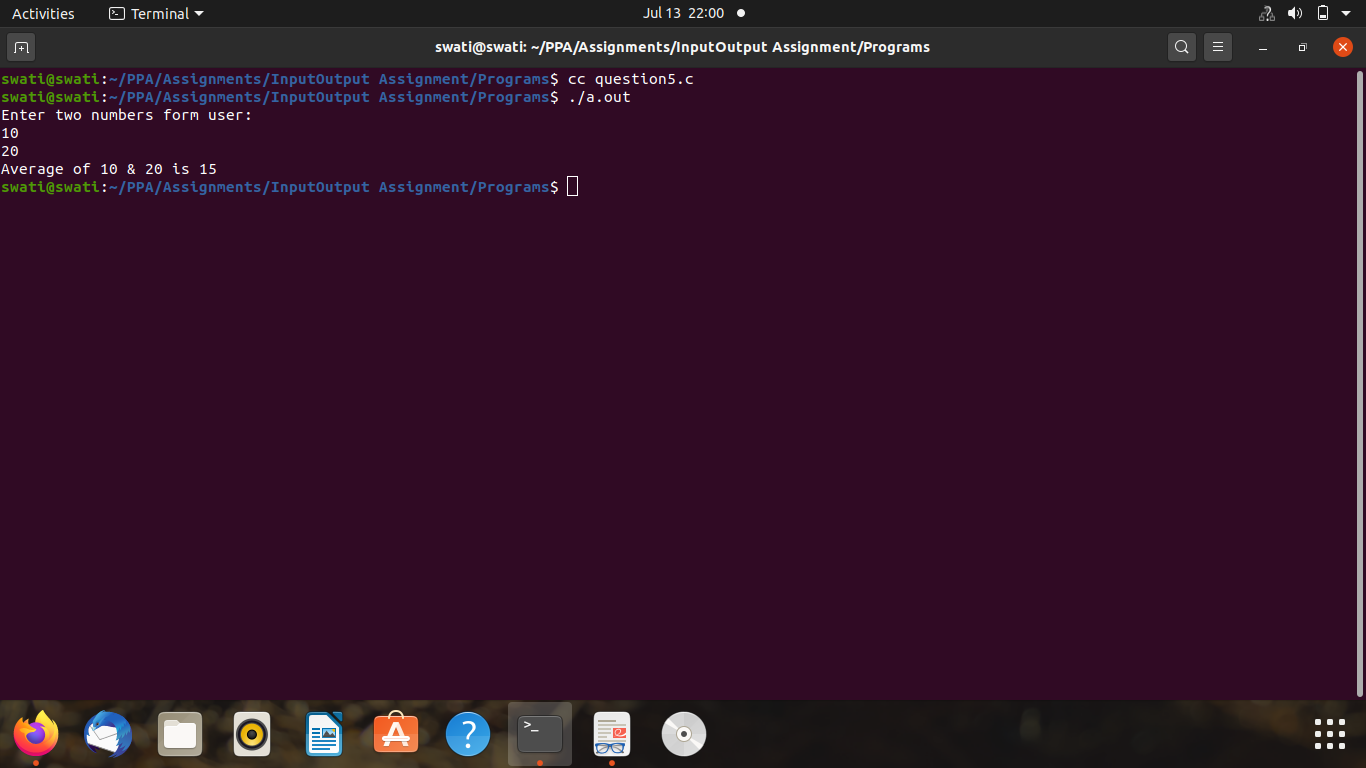 Activities Terminal Jul 13 22:00
swati@swati: ~/PPA/Assignments/InputOutput Assignment/Programs
swati@swati:~/PPA/Assignments/InputOutput Assignment/Programs$ cc question5.c
swati@swati:~/PPA/Assignments/InputOutput Assignment/Programs$ ./a.out
Enter two numbers form user:
10
20
Average of 10 & 20 is 15
swati@swati:~/PPA/Assignments/InputOutput Assignment/Programs$